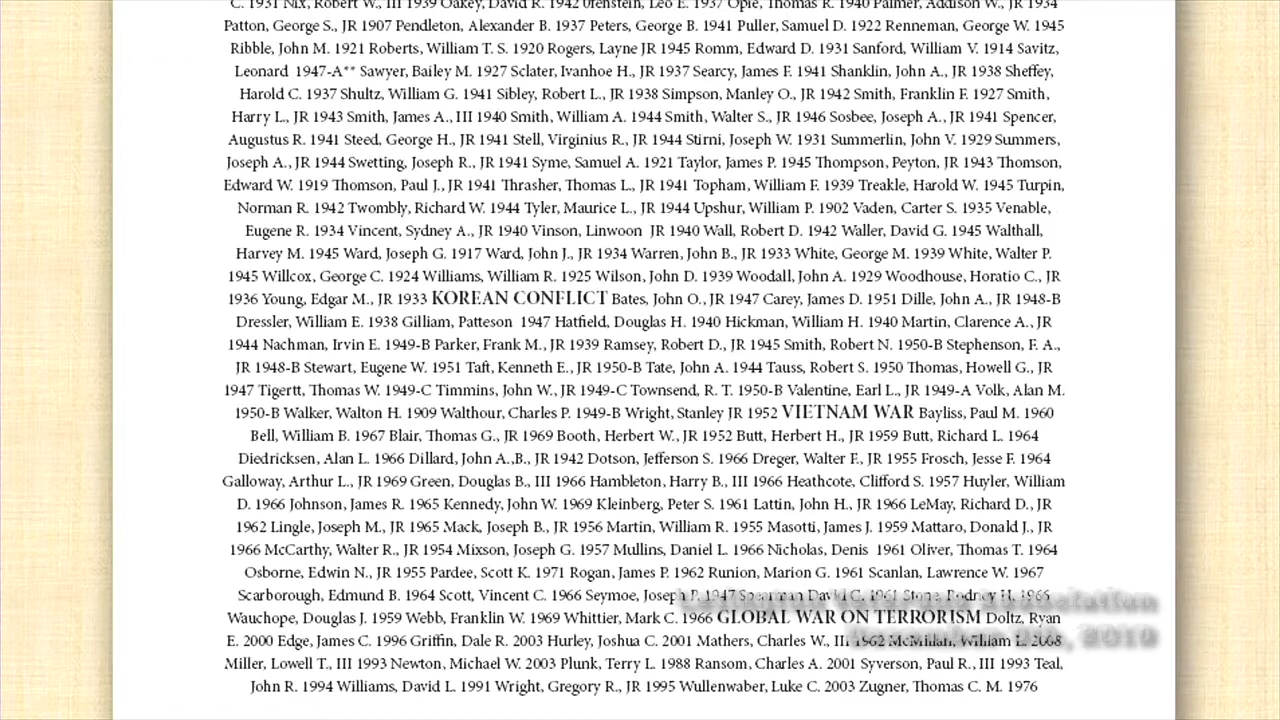 C. 1931 Nix, Robert W., III 1939 Oakey, David R. 1942 Ofenstein, Leo E. 1937 Opie, Thomas R. 1940 Palmer, Addison W., JR 1934
Patton, George S., JR 1907 Pendleton, Alexander B. 1937 Peters, George B. 1941 Puller, Samuel D. 1922 Renneman, George W. 1945
Ribble, John M. 1921 Roberts, William T. S. 1920 Rogers, Layne JR 1945 Romm, Edward D. 1931 Sanford, William V. 1914 Savitz,
Leonard 1947-A** Sawyer, Bailey M. 1927 Sclater, Ivanhoe H., JR 1937 Searcy, James F. 1941 Shanklin, John A., JR 1938 Sheffey,
Harold C. 1937 Shultz, William G. 1941 Sibley, Robert L., JR 1938 Simpson, Manley O., JR 1942 Smith, Franklin F. 1927 Smith,
Harry L., JR 1943 Smith, James A., III 1940 Smith, William A. 1944 Smith, Walter S., JR 1946 Sosbee, Joseph A., JR 1941 Spencer,
Augustus R. 1941 Steed, George H., JR 1941 Stell, Virginius R., JR 1944 Stirni, Joseph W. 1931 Summerlin, John V. 1929 Summers,
Joseph A., JR 1944 Swetting, Joseph R., JR 1941 Syme, Samuel A. 1921 Taylor, James P. 1945 Thompson, Peyton, JR 1943 Thomson,
Edward W. 1919 Thomson, Paul J., JR 1941 Thrasher, Thomas L., JR 1941 Topham, William F. 1939 Treakle, Harold W. 1945 Turpin,
Norman R. 1942 Twombly, Richard W. 1944 Tyler, Maurice L., JR 1944 Upshur, William P. 1902 Vaden, Carter S. 1935 Venable,
Eugene R. 1934 Vincent, Sydney A., JR 1940 Vinson, Linwoon JR 1940 Wall, Robert D. 1942 Waller, David G. 1945 Walthall,
Harvey M. 1945 Ward, Joseph G. 1917 Ward, John J., JR 1934 Warren, John B., JR 1933 White, George M. 1939 White, Walter P.
1945 Willcox, George C. 1924 Williams, William R. 1925 Wilson, John D. 1939 Woodall, John A. 1929 Woodhouse, Horatio C., JR
1936 Young, Edgar M., JR 1933 KOREAN CONFLICT Bates, John O., JR 1947 Carey, James D. 1951 Dille, John A., JR 1948-B
Dressler, William E. 1938 Gilliam, Patteson 1947 Hatfield, Douglas H. 1940 Hickman, William H. 1940 Martin, Clarence A., JR
1944 Nachman, Irvin E. 1949-B Parker, Frank M., JR 1939 Ramsey, Robert D., JR 1945 Smith, Robert N. 1950-B Stephenson, F. A.,
JR 1948-B Stewart, Eugene W. 1951 Taft, Kenneth E., JR 1950-B Tate, John A. 1944 Tauss, Robert S. 1950 Thomas, Howell G., JR
1947 Tigertt, Thomas W. 1949-C Timmins, John W., JR 1949-C Townsend, R. T. 1950-B Valentine, Earl L., JR 1949-A Volk, Alan M.
1950-B Walker, Walton H. 1909 Walthour, Charles P. 1949-B Wright, Stanley JR 1952 VIETNAM WAR Bayliss, Paul M. 1960
Bell, William B. 1967 Blair, Thomas G., JR 1969 Booth, Herbert W., JR 1952 Butt, Herbert H., JR 1959 Butt, Richard L. 1964
Diedricksen, Alan L. 1966 Dillard, John A.,B., JR 1942 Dotson, Jefferson S. 1966 Dreger, Walter F., JR 1955 Frosch, Jesse F. 1964
Galloway, Arthur L., JR 1969 Green, Douglas B., III 1966 Hambleton, Harry B., III 1966 Heathcote, Clifford S. 1957 Huyler, William
D. 1966 Johnson, James R. 1965 Kennedy, John W. 1969 Kleinberg, Peter S. 1961 Lattin, John H., JR 1966 LeMay, Richard D., JR
1962 Lingle, Joseph M., JR 1965 Mack, Joseph B., JR 1956 Martin, William R. 1955 Masotti, James J. 1959 Mattaro, Donald J., JR
1966 McCarthy, Walter R., JR 1954 Mixson, Joseph G. 1957 Mullins, Daniel L. 1966 Nicholas, Denis 1961 Oliver, Thomas T. 1964
Osborne, Edwin N., JR 1955 Pardee, Scott K. 1971 Rogan, James P. 1962 Runion, Marion G. 1961 Scanlan, Lawrence W. 1967
Scarborough, Edmund B. 1964 Scott, Vincent C. 1966 Seymoe, Joseph P. 1947 Spearman David G. 1961 Stone, Rodney H. 1966
Wauchope, Douglas J. 1959 Webb, Franklin W. 1969 Whittier, Mark C. 1966 GLOBAL WAR ON TERRORISM Doltz, Ryan
E. 2000 Edge, James C. 1996 Griffin, Dale R. 2003 Hurley, Joshua C. 2001 Mathers, Charles W., III 1962 McMillan, William E. 2008
Miller, Lowell T., III 1993 Newton, Michael W. 2003 Plunk, Terry L. 1988 Ransom, Charles A. 2001 Syverson, Paul R., III 1993 Teal,
John R. 1994 Williams, David L. 1991 Wright, Gregory R., JR 1995 Wullenwaber, Luke C. 2003 Zugner, Thomas C. M. 1976
2019